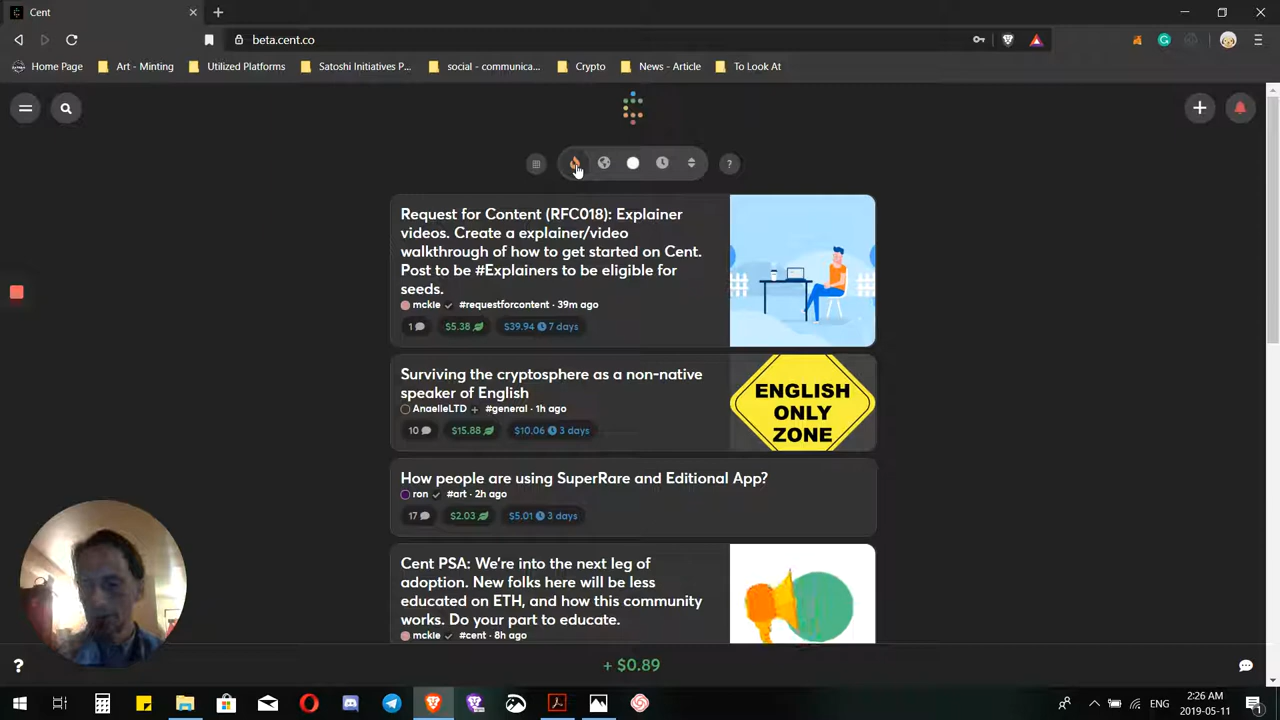 Cent
beta.cent.co
Home Page
Art - Minting
Utilized Platforms
Satoshi Initiatives P...
social - communica...
Crypto
News - Article
To Look At
?
Request for Content (RFC018): Explainer
videos. Create a explainer/video
walkthrough of how to get started on Cent.
Post to be #Explainers to be eligible for
seeds.
mckie #requestforcontent · 39m ago
1 $5.38 $39.94 7 days
Surviving the cryptosphere as a non-native
speaker of English
AnaelleLTD #general · 1h ago
10 $15.88 $10.06 3 days
ENGLISH
ONLY
ZONE
How people are using SuperRare and Editional App?
ron #art · 2h ago
17 $2.03 $5.01 3 days
Cent PSA: We're into the next leg of
adoption. New folks here will be less
educated on ETH, and how this community
works. Do your part to educate.
mckie #cent · 8h ago
? + $0.89
ENG
2:26 AM
2019-05-11
1